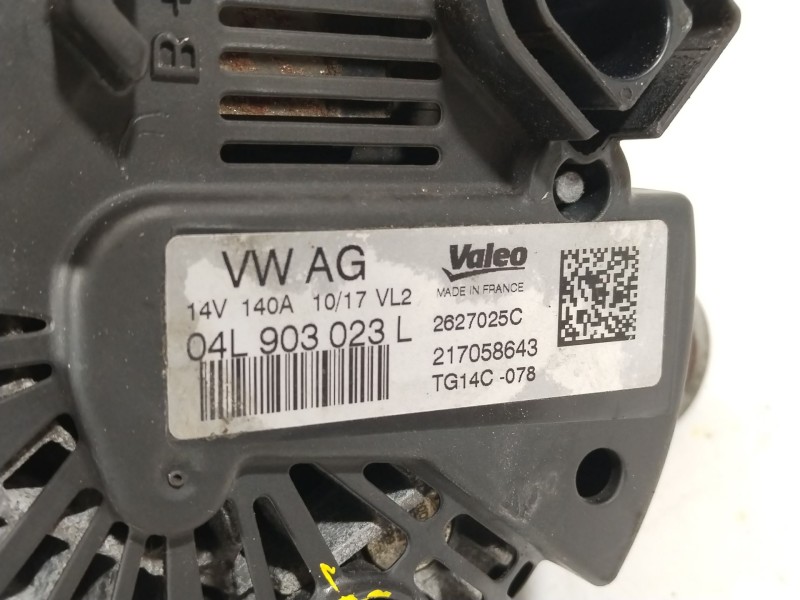 B+
VW AG
14V 140A 10/17 VL2
04L 903 023 L
Valeo
MADE IN FRANCE
2627025C
217058643
TG14C -078